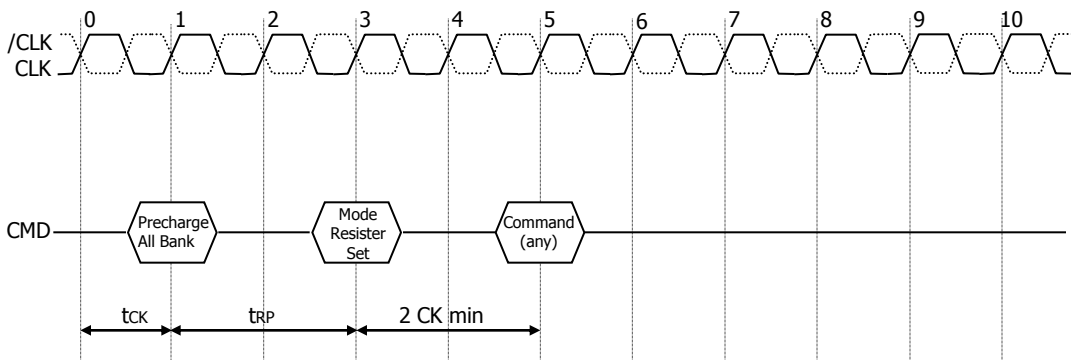 0 1 2 3 4 5 6 7 8 9 10
/CLK
CLK
CMD
Precharge
All Bank
Mode
Resister
Set
Command
(any)
tCK
tRP
2 CK min